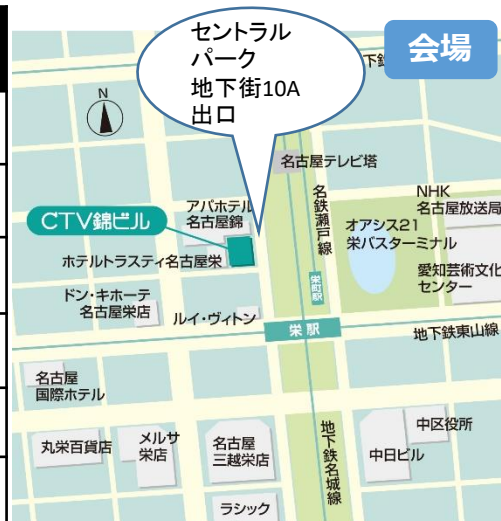 セントラル
パーク
地下街10A
出口
会場
下鉄
N
名古屋テレビ塔
アパホテル
名古屋錦
CTV錦ビル
名鉄瀬戸線
NHK
名古屋放送局
オアシス21
栄バスターミナル
愛知芸術文化
センター
ホテルトラスティ名古屋栄
栄町駅
ドン・キホーテ
名古屋栄店
ルイ・ヴィトン
栄駅
地下鉄東山線
名古屋
国際ホテル
丸栄百貨店
メルサ
栄店
名古屋
三越栄店
地下鉄名城線
中日ビル
中区役所
ラシック